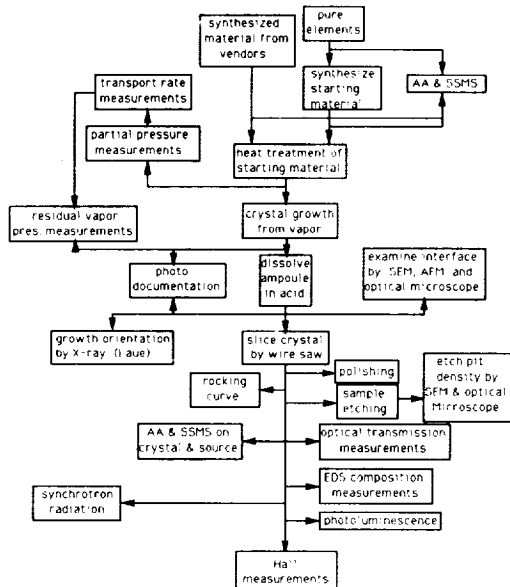 synthesized
material from
vendors
pure
elements
transport rate
measurements
synthesize
starting
material
AA & SSMS
partial pressure
measurements
heat treatment of
starting material
residual vapor
pres. measurements
crystal growth
from vapor
photo
documentation
dissolve
ampoule
in acid
examine interface
by SEM, AFM and
optical microscope
growth orientation
by X-ray (Laue)
slice crystal
by wire saw
polishing
rocking
curve
sample
etching
etch pit
density by
SEM & optical
Microscope
AA & SSMS on
crystal & source
optical transmission
measurements
EDS composition
measurements
synchrotron
radiation
photoluminescence
Hall
measurements